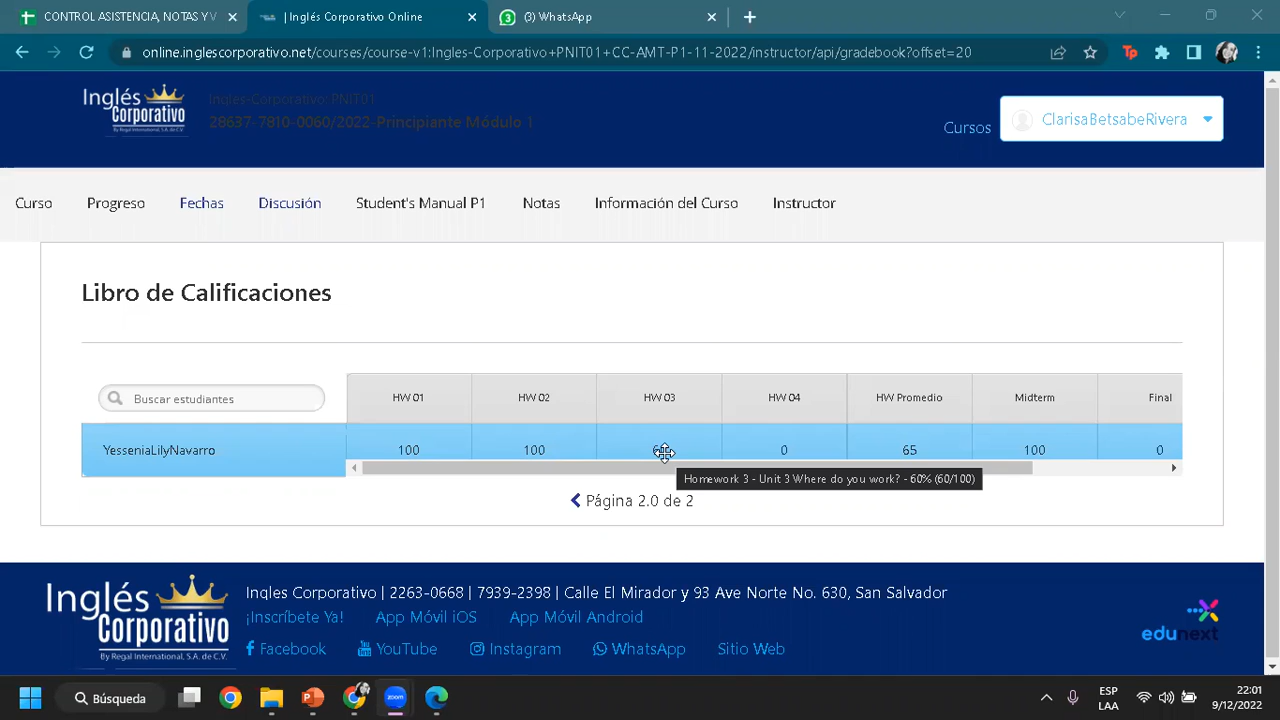 CONTROL ASISTENCIA, NOTAS Y V
| Inglés Corporativo Online
(3) WhatsApp
online.inglescorporativo.net/courses/course-v1:Ingles-Corporativo+PNIT01+CC-AMT-P1-11-2022/instructor/api/gradebook?offset=20
Inglés
Corporativo
By Regal International, S.A. de C.V.
Ingles-Corporativo: PNIT01
28637-7810-0060/2022-Principiante Módulo 1
Cursos
ClarisaBetsabeRivera
Curso
Progreso
Fechas
Discusión
Student's Manual P1
Notas
Información del Curso
Instructor
Libro de Calificaciones
Buscar estudiantes
HW 01
HW 02
HW 03
HW 04
HW Promedio
Midterm
Final
YesseniaLilyNavarro
100
100
0
65
100
0
Homework 3 - Unit 3 Where do you work? - 60% (60/100)
Página 2.0 de 2
Inglés
Corporativo
By Regal International, S.A. de C.V.
Ingles Corporativo | 2263-0668 | 7939-2398 | Calle El Mirador y 93 Ave Norte No. 630, San Salvador
¡Inscríbete Ya!
App Móvil iOS
App Móvil Android
Facebook
YouTube
Instagram
WhatsApp
Sitio Web
edunext
Búsqueda
zoom
ESP
LAA
22:01
9/12/2022